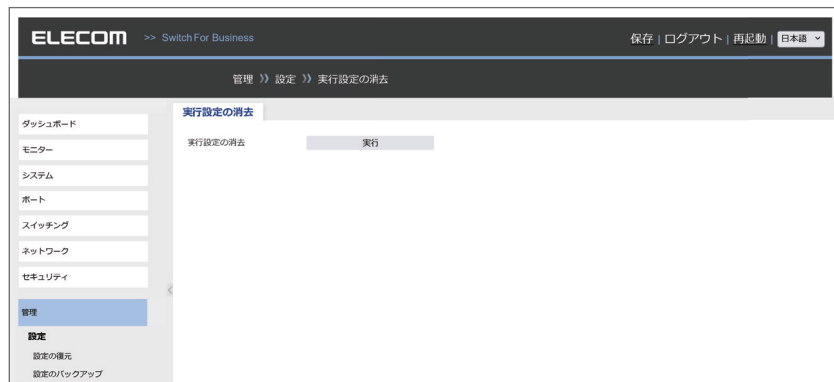 ELECOM >> Switch For Business 保存 | ログアウト | 再起動 | 日本語
管理 》 設定 》 実行設定の消去
実行設定の消去
ダッシュボード
実行設定の消去 実行
モニター
システム
ポート
スイッチング
ネットワーク
セキュリティ
管理
設定
設定の復元
設定のバックアップ